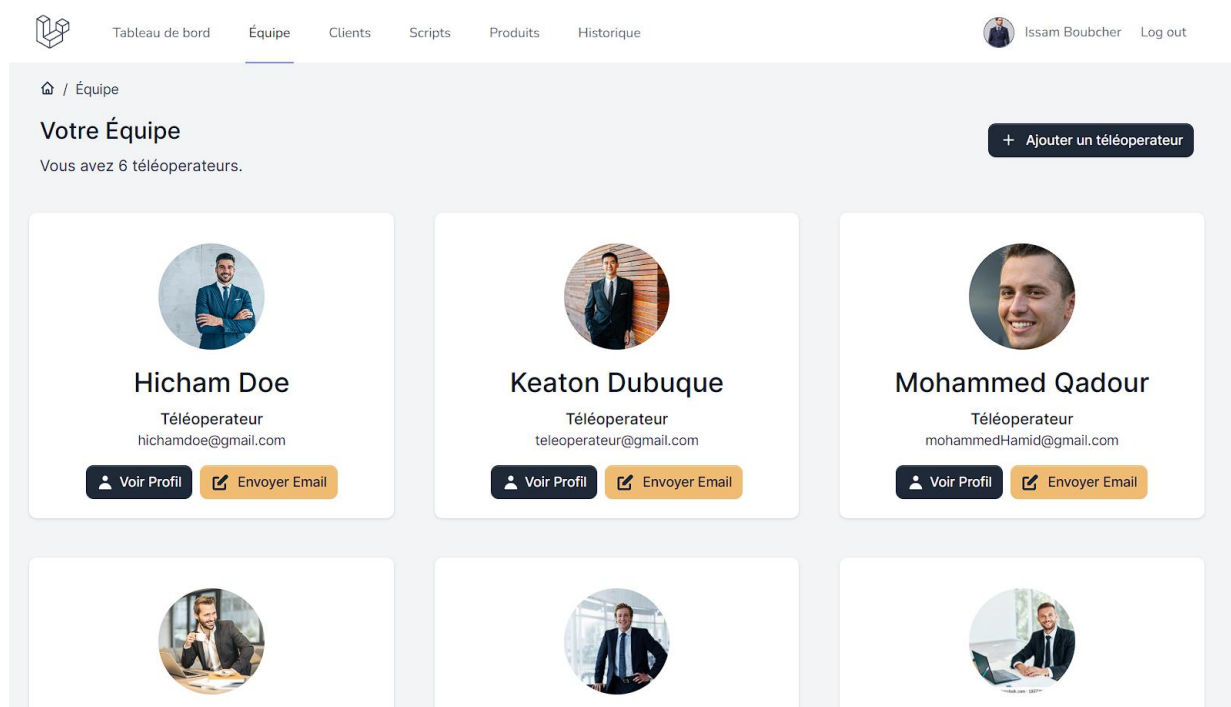 Tableau de bord Équipe Clients Scripts Produits Historique Issam Boubcher Log out
/ Équipe
Votre Équipe
+ Ajouter un téléoperateur
Vous avez 6 téléoperateurs.
Hicham Doe
Téléoperateur
hichamdoe@gmail.com
Voir Profil Envoyer Email
Keaton Dubuque
Téléoperateur
teleoperateur@gmail.com
Voir Profil Envoyer Email
Mohammed Qadour
Téléoperateur
mohammedHamid@gmail.com
Voir Profil Envoyer Email